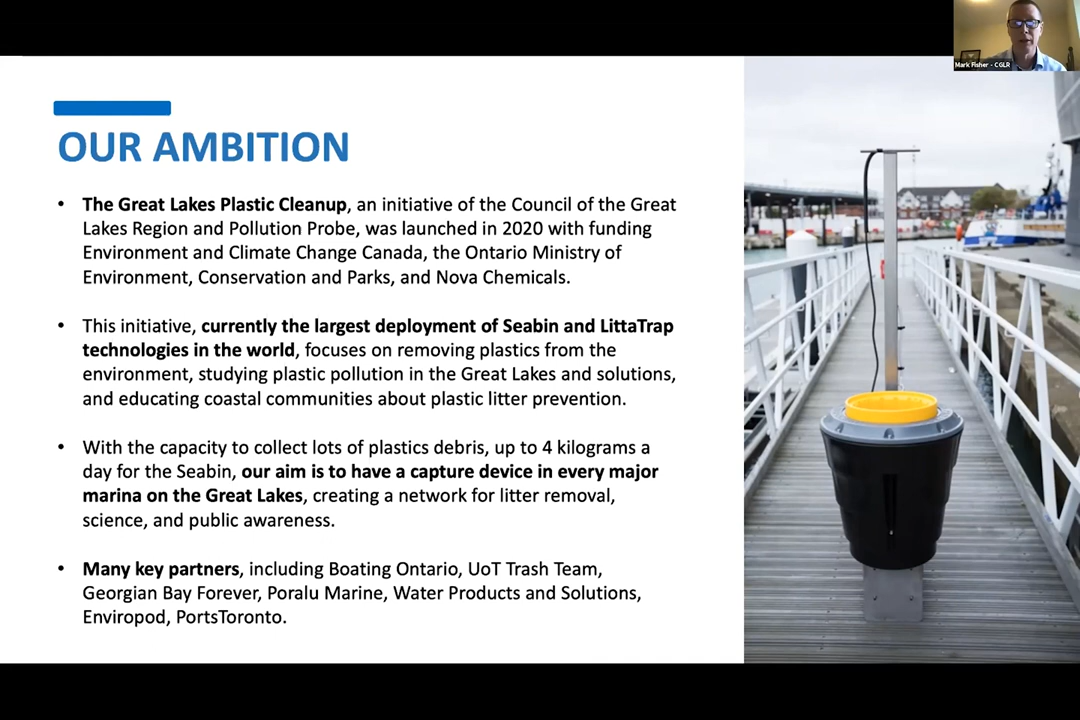 Mark Fisher - CGLR
OUR AMBITION
• The Great Lakes Plastic Cleanup, an initiative of the Council of the Great
Lakes Region and Pollution Probe, was launched in 2020 with funding
Environment and Climate Change Canada, the Ontario Ministry of
Environment, Conservation and Parks, and Nova Chemicals.
• This initiative, currently the largest deployment of Seabin and LittaTrap
technologies in the world, focuses on removing plastics from the
environment, studying plastic pollution in the Great Lakes and solutions,
and educating coastal communities about plastic litter prevention.
• With the capacity to collect lots of plastics debris, up to 4 kilograms a
day for the Seabin, our aim is to have a capture device in every major
marina on the Great Lakes, creating a network for litter removal,
science, and public awareness.
• Many key partners, including Boating Ontario, UoT Trash Team,
Georgian Bay Forever, Poralu Marine, Water Products and Solutions,
Enviropod, PortsToronto.